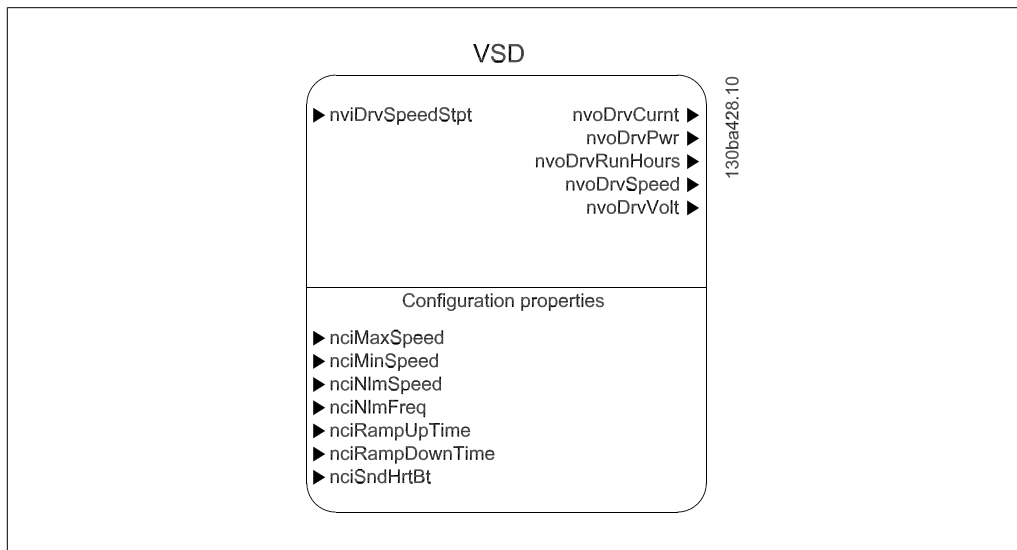 VSD
nviDrvSpeedStpt
nvoDrvCurnt
nvoDrvPwr
nvoDrvRunHours
nvoDrvSpeed
nvoDrvVolt
130ba428.10
Configuration properties
nciMaxSpeed
nciMinSpeed
nciNlmSpeed
nciNlmFreq
nciRampUpTime
nciRampDownTime
nciSndHrtBt